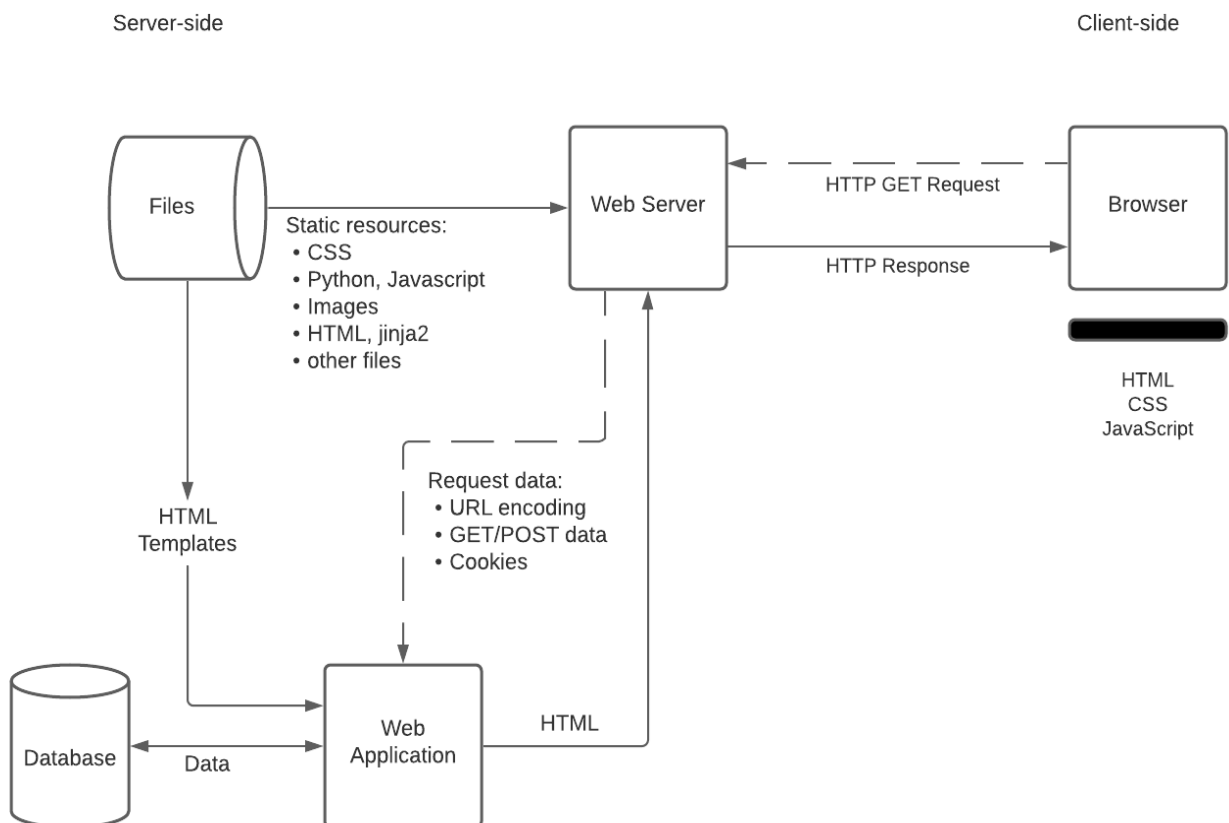 Server-side
Client-side
Files
Web Server
HTTP GET Request
Browser
Static resources:
• CSS
• Python, Javascript
• Images
• HTML, jinja2
• other files
HTTP Response
HTML
CSS
JavaScript
Request data:
• URL encoding
• GET/POST data
• Cookies
HTML
Templates
Database
Data
Web
Application
HTML